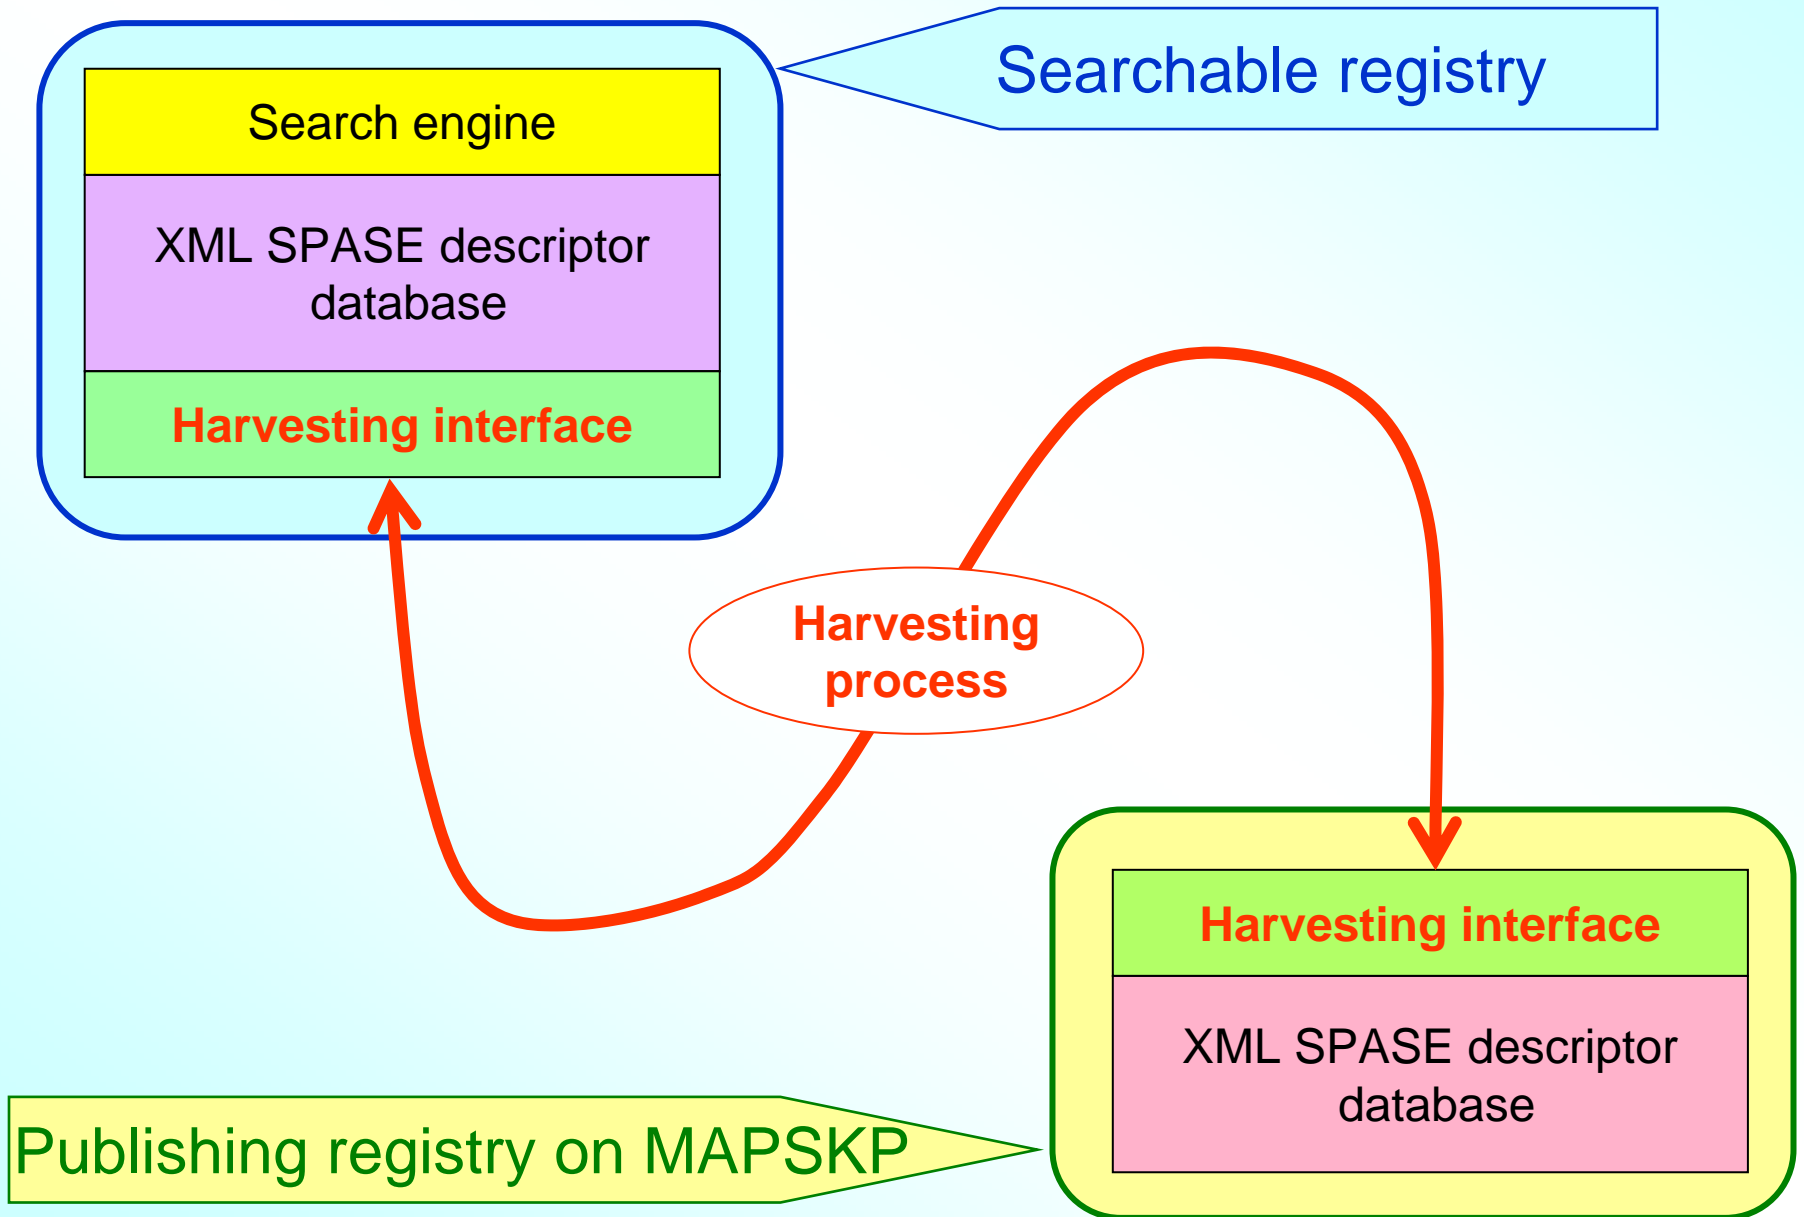 Searchable registry
Search engine
XML SPASE descriptor
database
Harvesting interface
Harvesting
process
Harvesting interface
XML SPASE descriptor
database
Publishing registry on MAPSKP